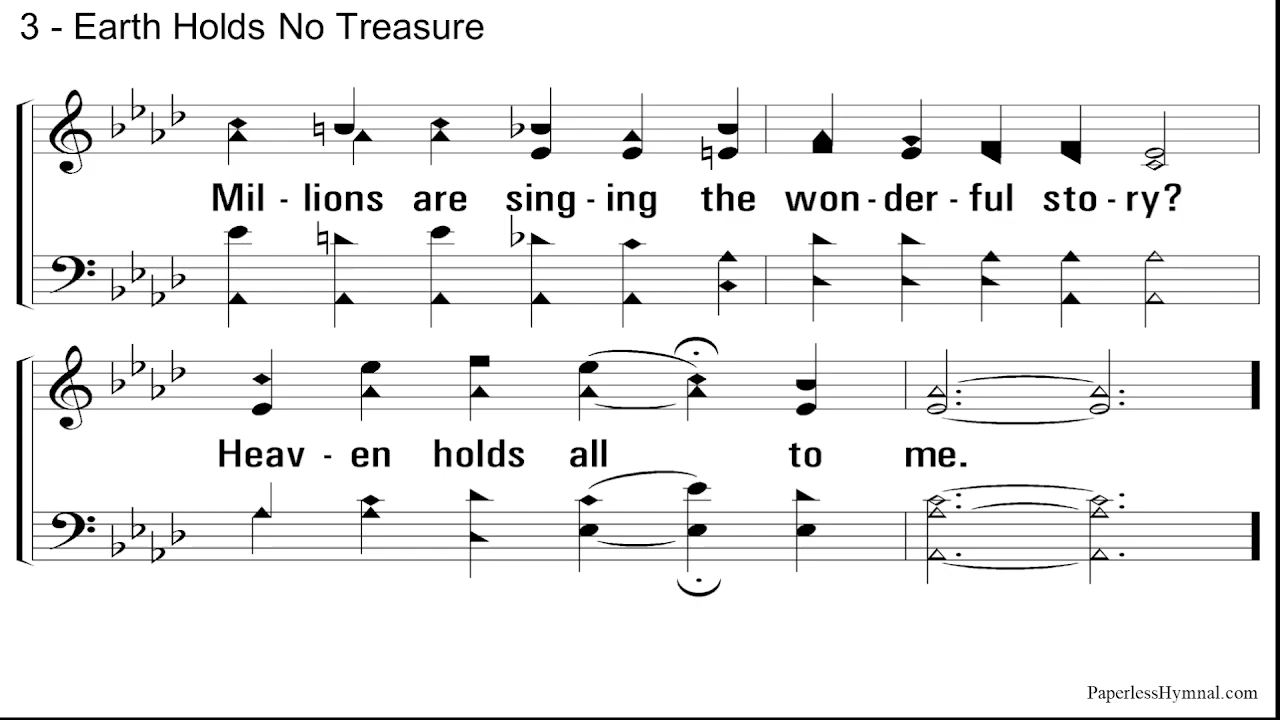 3 - Earth Holds No Treasure
Mil - lions are sing - ing the won - der - ful sto - ry?
Heav - en holds all to me.
PaperlessHymnal.com